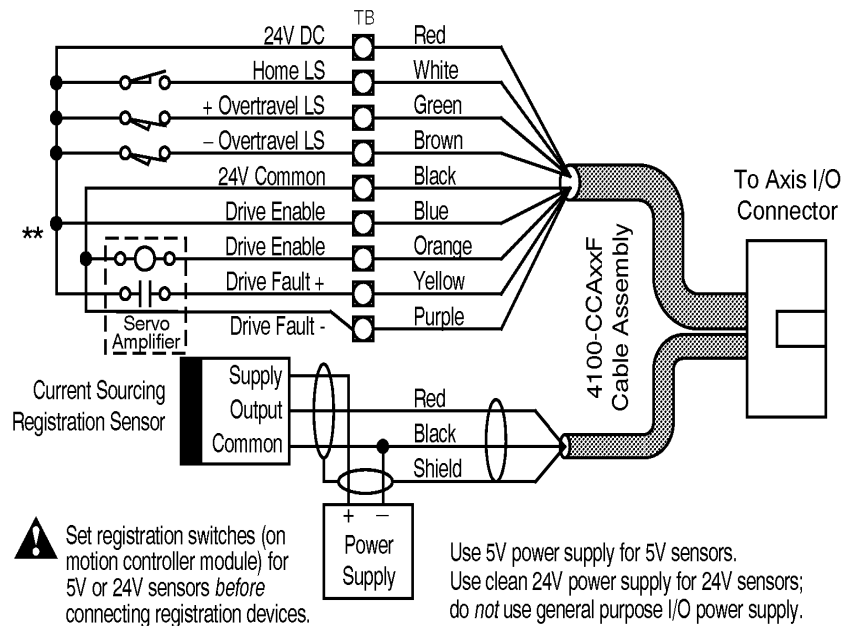 TB
24V DC Red
Home LS White
+ Overtravel LS Green
– Overtravel LS Brown
24V Common Black
Drive Enable Blue
**
Drive Enable Orange
Drive Fault + Yellow
Drive Fault - Purple
Servo
Amplifier
To Axis I/O
Connector
4100-CCAxxF
Cable Assembly
Current Sourcing
Registration Sensor
Supply
Output Red
Common Black
Shield
+ –
Power
Supply
! Set registration switches (on
motion controller module) for
5V or 24V sensors before
connecting registration devices.
Use 5V power supply for 5V sensors.
Use clean 24V power supply for 24V sensors;
do not use general purpose I/O power supply.